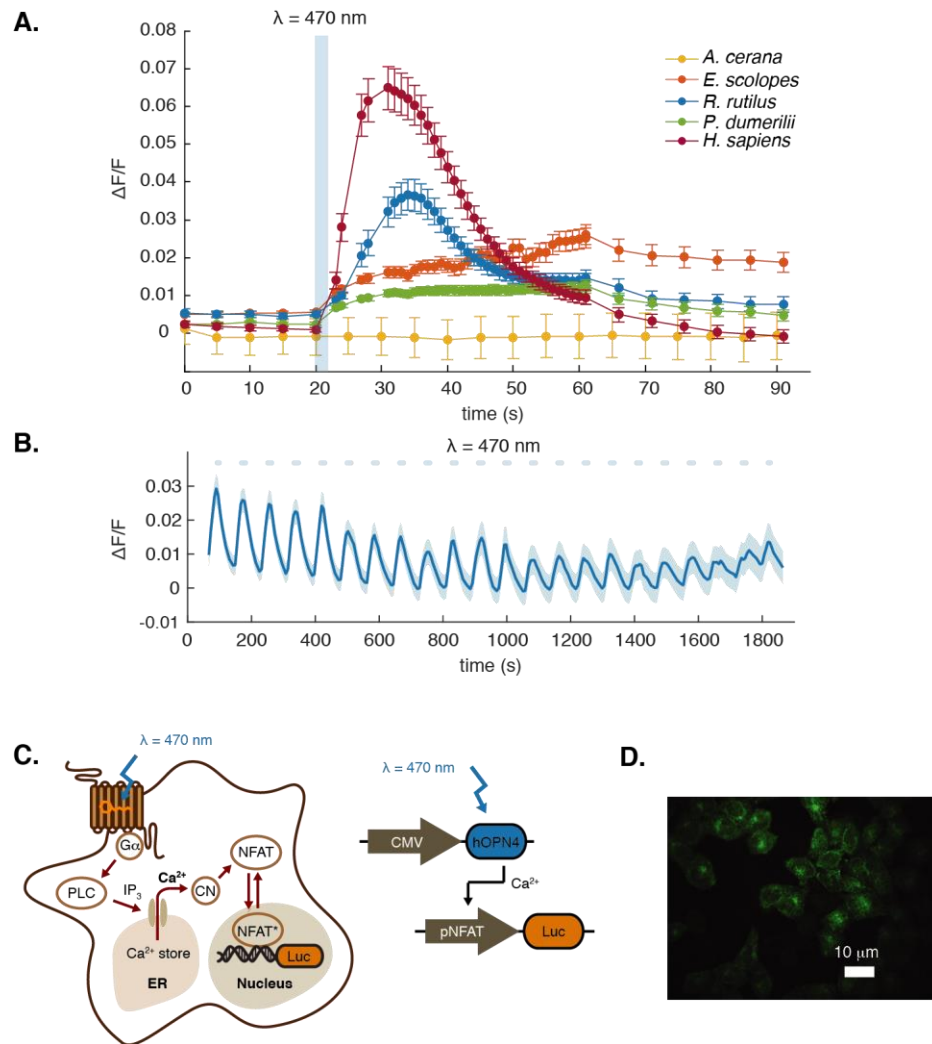 A.
λ = 470 nm
0.08
0.07
0.06
0.05
0.04
0.03
0.02
0.01
0
ΔF/F
A. cerana
E. scolopes
R. rutilus
P. dumerilii
H. sapiens
0 10 20 30 40 50 60 70 80 90
time (s)
B.
λ = 470 nm
0.03
0.02
0.01
0
-0.01
ΔF/F
0 200 400 600 800 1000 1200 1400 1600 1800
time (s)
C.
λ = 470 nm
Gα
PLC
IP₃
Ca²⁺
CN
NFAT
NFAT*
Luc
Ca²⁺ store
ER
Nucleus
λ = 470 nm
CMV
hOPN4
Ca²⁺
pNFAT
Luc
D.
10 μm